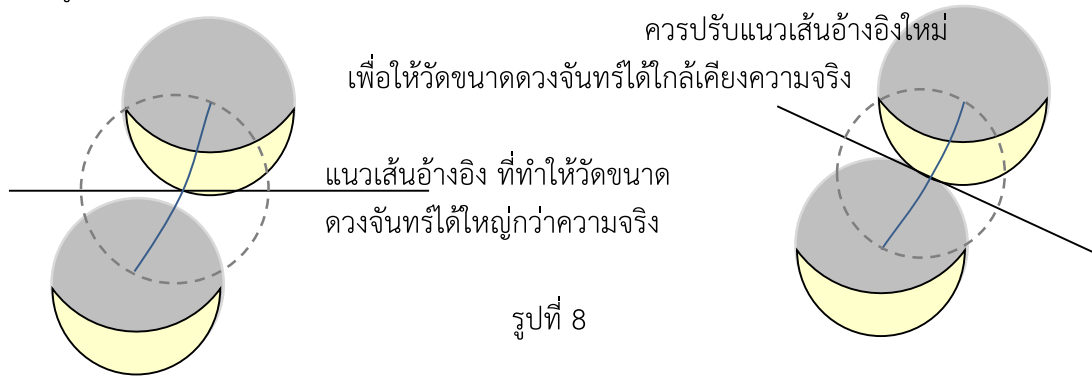 ควรปรับแนวเส้นอ้างอิงใหม่
เพื่อให้วัดขนาดดวงจันทร์ได้ใกล้เคียงความจริง
แนวเส้นอ้างอิง ที่ทำให้วัดขนาด
ดวงจันทร์ได้ใหญ่กว่าความจริง
รูปที่ 8